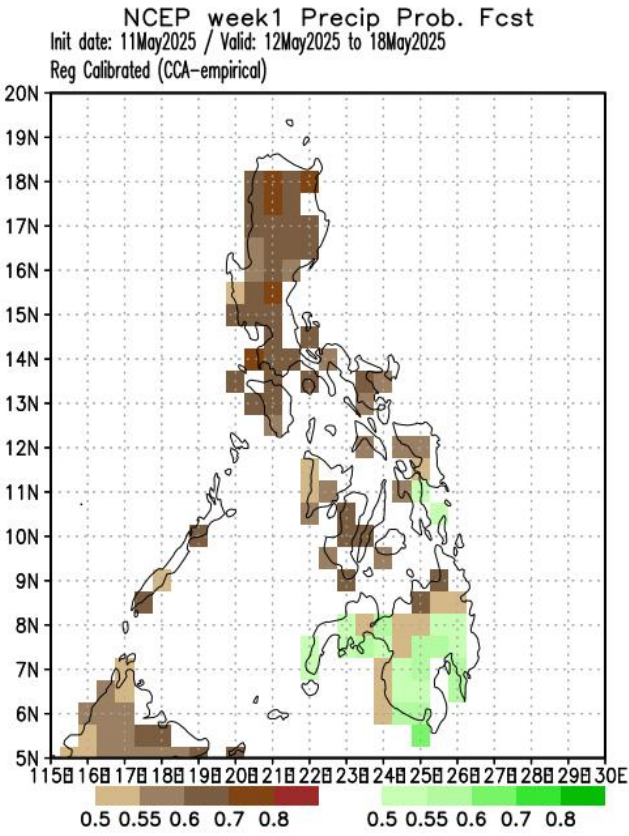 NCEP week1 Precip Prob. Fcst
Init date: 11May2025 / Valid: 12May2025 to 18May2025
Reg Calibrated (CCA-empirical)
20N
19N
18N
17N
16N
15N
14N
13N
12N
11N
10N
9N
8N
7N
6N
5N
115E 116E 117E 118E 119E 120E 121E 122E 123E 124E 125E 126E 127E 128E 129E 130E
0.5 0.55 0.6 0.7 0.8 0.5 0.55 0.6 0.7 0.8